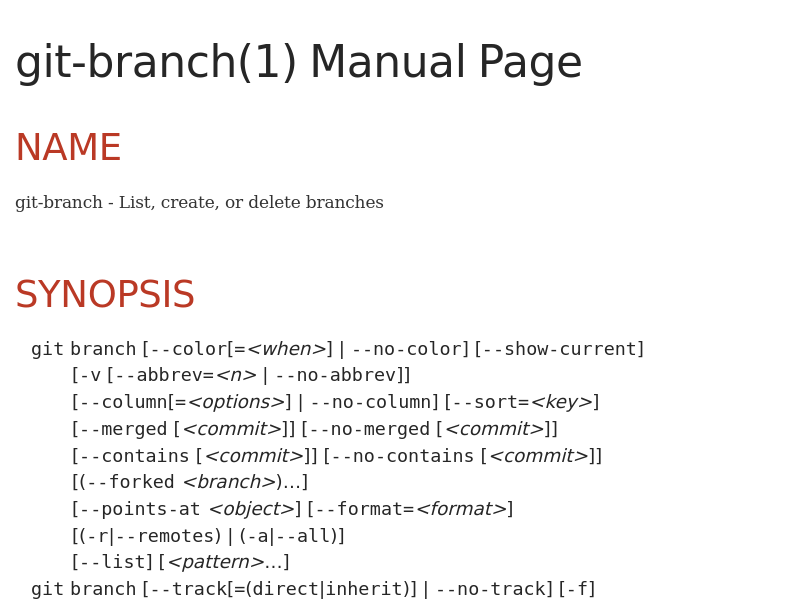 git-branch(1) Manual Page
NAME
git-branch - List, create, or delete branches
SYNOPSIS
git branch [--color[=<when>] | --no-color] [--show-current]
[-v [--abbrev=<n> | --no-abbrev]]
[--column[=<options>] | --no-column] [--sort=<key>]
[--merged [<commit>]] [--no-merged [<commit>]]
[--contains [<commit>]] [--no-contains [<commit>]]
[(--forked <branch>)…]
[--points-at <object>] [--format=<format>]
[(-r|--remotes) | (-a|--all)]
[--list] [<pattern>…]
git branch [--track[=(direct|inherit)] | --no-track] [-f]